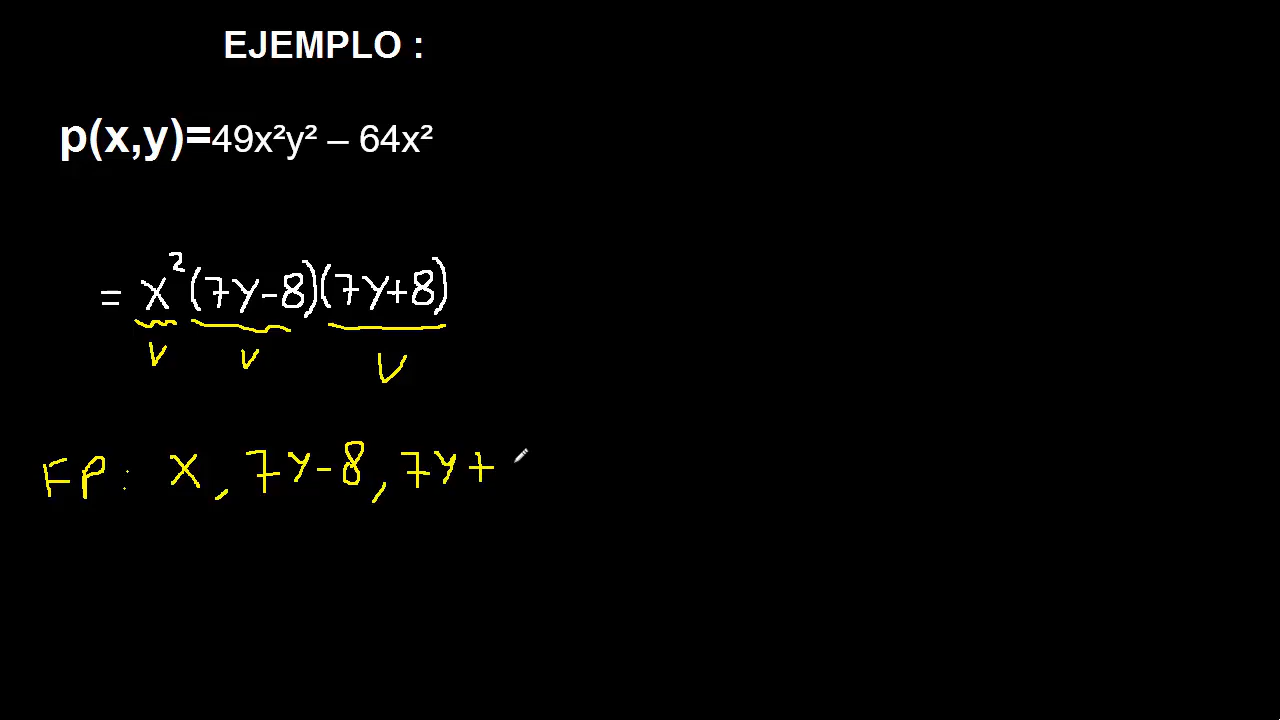 EJEMPLO :
p(x,y)=49x²y² – 64x²
= x²(7y-8)(7y+8)
v v v
FP: x, 7y-8, 7y+